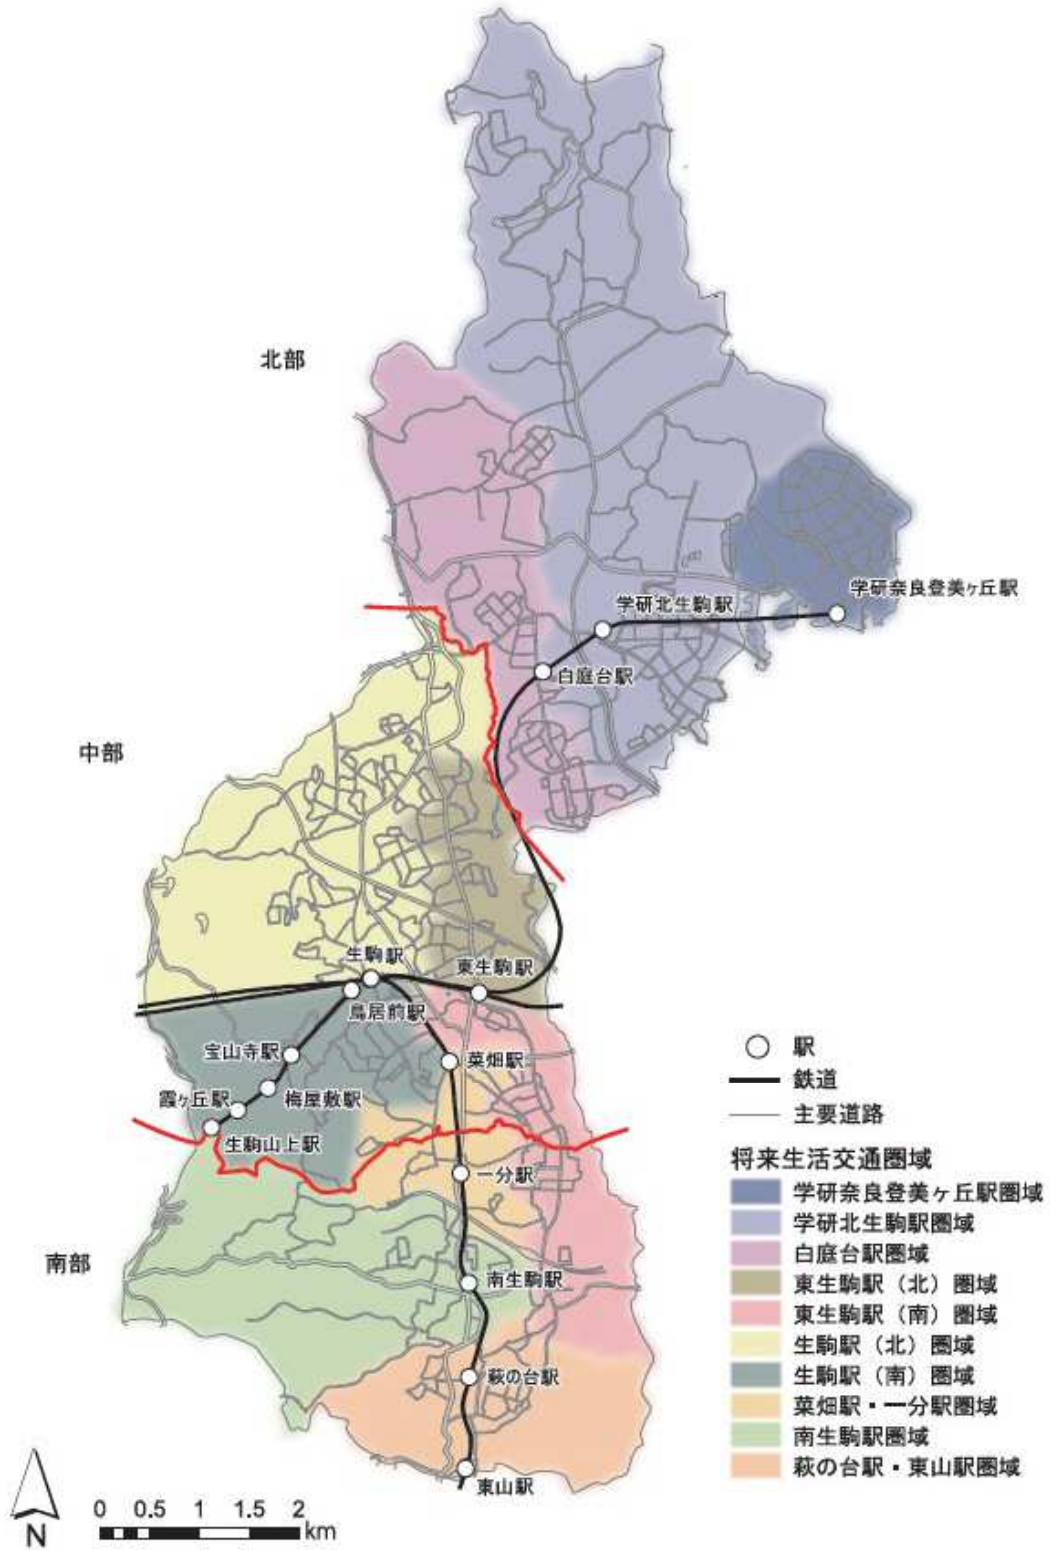 北部
学研奈良登美ヶ丘駅
学研北生駒駅
白庭台駅
中部
生駒駅
東生駒駅
鳥居前駅
宝山寺駅
菜畑駅
霞ヶ丘駅
梅屋敷駅
生駒山上駅
一分駅
南部
南生駒駅
萩の台駅
東山駅
駅
鉄道
主要道路
将来生活交通圏域
学研奈良登美ヶ丘駅圏域
学研北生駒駅圏域
白庭台駅圏域
東生駒駅（北）圏域
東生駒駅（南）圏域
生駒駅（北）圏域
生駒駅（南）圏域
菜畑駅・一分駅圏域
南生駒駅圏域
萩の台駅・東山駅圏域
N
0 0.5 1 1.5 2
km